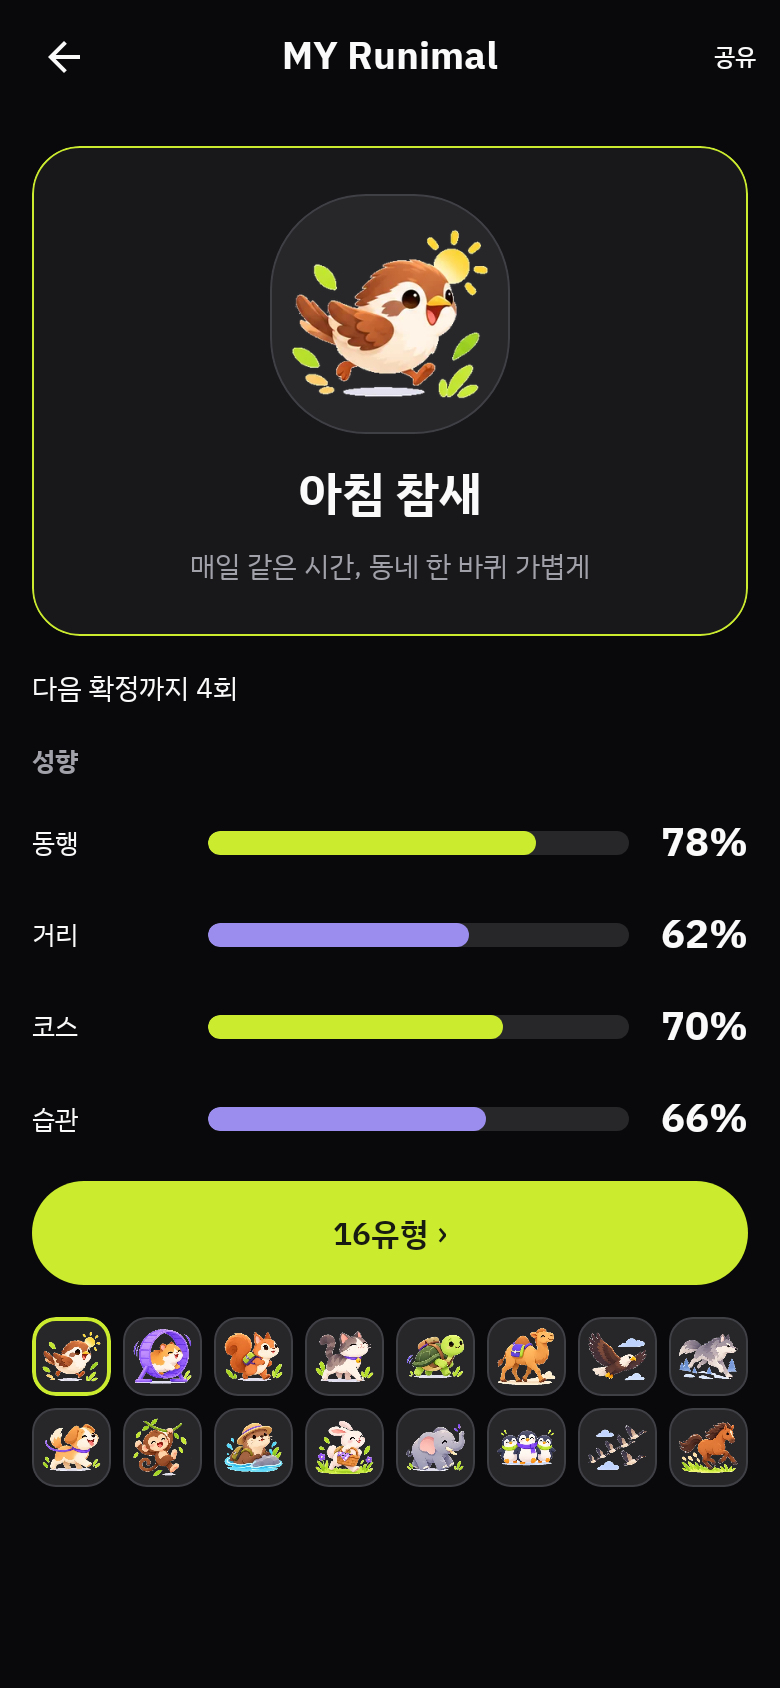 MY Runimal
공유
아침 참새
매일 같은 시간, 동네 한 바퀴 가볍게
다음 확정까지 4회
성향
동행 78%
거리 62%
코스 70%
습관 66%
16유형 ›